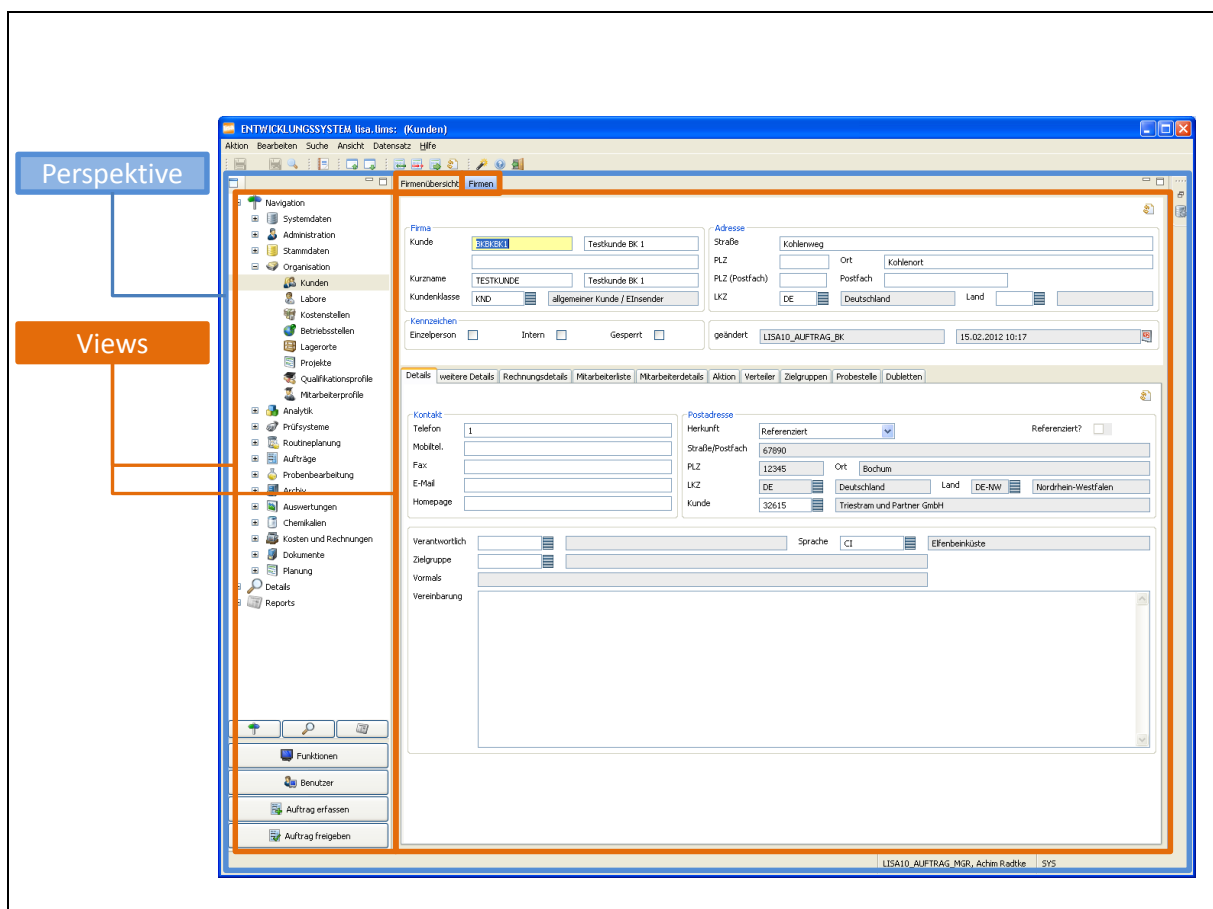 ENTWICKLUNGSSYSTEM lisa.lims: (Kunden)
Aktion Bearbeiten Suche Ansicht Datensatz Hilfe
Perspektive
Views
Navigation
Systemdaten
Administration
Stammdaten
Organisation
Kunden
Labore
Kostenstellen
Betriebsstellen
Lagerorte
Projekte
Qualifikationsprofile
Mitarbeiterprofile
Analytik
Prüfsysteme
Routineplanung
Aufträge
Probenbearbeitung
Archiv
Auswertungen
Chemikalien
Kosten und Rechnungen
Dokumente
Planung
Details
Reports
Funktionen
Benutzer
Auftrag erfassen
Auftrag freigeben
Firmenübersicht Firmen
Firma
Kunde BKBKBK1 Testkunde BK 1
Kurzname TESTKUNDE Testkunde BK 1
Kundenklasse KND allgemeiner Kunde / EInsender
Adresse
Straße Kohlenweg
PLZ Ort Kohlenort
PLZ (Postfach) Postfach
LKZ DE Deutschland Land
Kennzeichen
Einzelperson Intern Gesperrt
geändert LISA10_AUFTRAG_BK 15.02.2012 10:17
Details weitere Details Rechnungsdetails Mitarbeiterliste Mitarbeiterdetails Aktion Verteiler Zielgruppen Probestelle Dubletten
Kontakt
Telefon 1
Mobiltel.
Fax
E-Mail
Homepage
Postadresse
Herkunft Referenziert Referenziert?
Straße/Postfach 67890
PLZ 12345 Ort Bochum
LKZ DE Deutschland Land DE-NW Nordrhein-Westfalen
Kunde 32615 Triestram und Partner GmbH
Verantwortlich Sprache CI Elfenbeinküste
Zielgruppe
Vormals
Vereinbarung
LISA10_AUFTRAG_MGR, Achim Radtke SYS